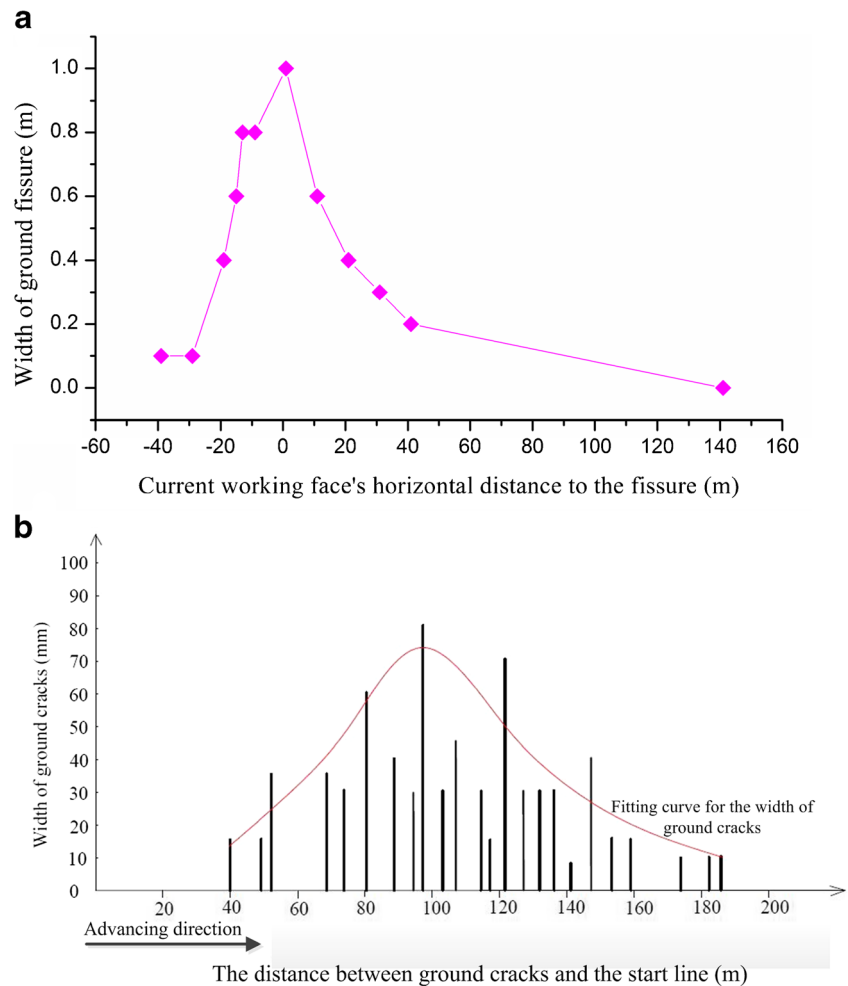 a
Width of ground fissure (m)
1.0
0.8
0.6
0.4
0.2
0.0
-60 -40 -20 0 20 40 60 80 100 120 140 160
Current working face's horizontal distance to the fissure (m)
b
Width of ground cracks (mm)
100
90
80
70
60
50
40
30
20
10
0
Fitting curve for the width of
ground cracks
20 40 60 80 100 120 140 160 180 200
Advancing direction
The distance between ground cracks and the start line (m)